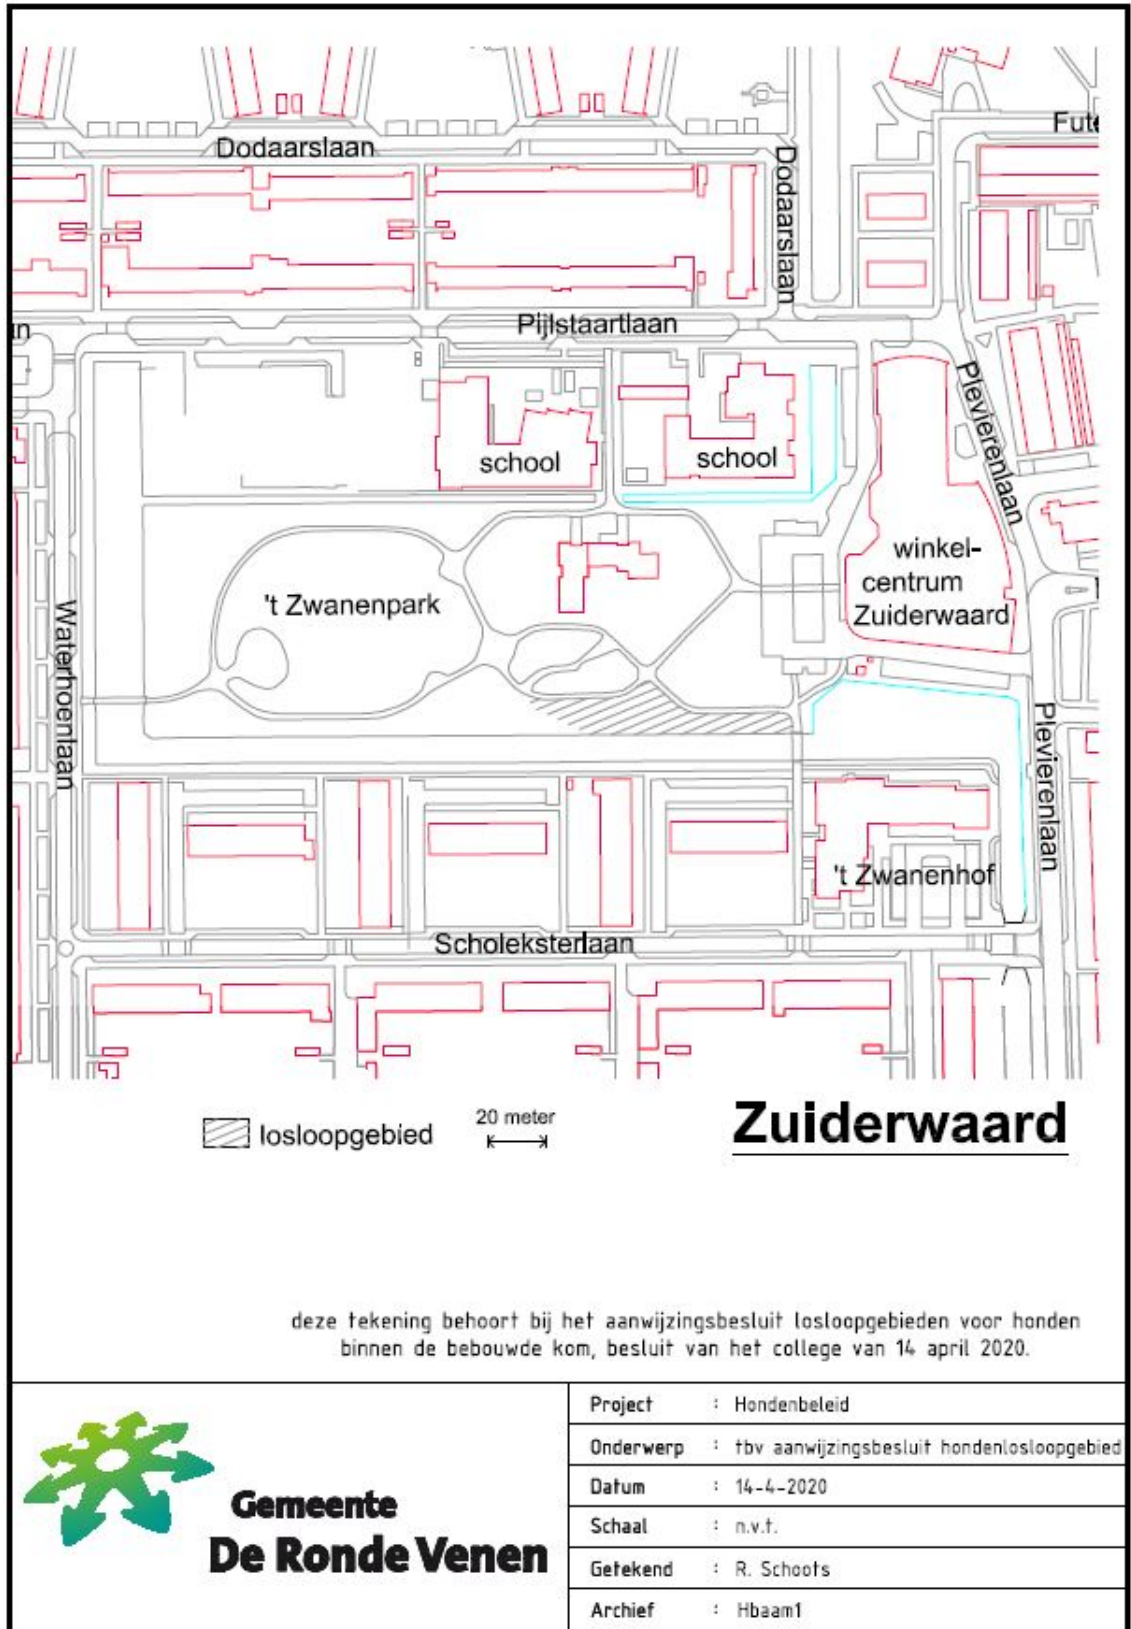 Dodaarslaan
Fute
Dodaarslaan
Pijlstaartlaan
school
school
Plevierenlaan
winkel-
centrum
Zuiderwaard
't Zwanenpark
Waterhoenlaan
Plevierenlaan
't Zwanenhof
Scholeksterlaan
losloopgebied
20 meter
Zuiderwaard
deze tekening behoort bij het aanwijzingsbesluit losloopgebieden voor honden
binnen de bebouwde kom, besluit van het college van 14 april 2020.
Gemeente
De Ronde Venen
Project : Hondenbeleid
Onderwerp : tbv aanwijzingsbesluit hondenlosloopgebied
Datum : 14-4-2020
Schaal : n.v.t.
Getekend : R. Schoots
Archief : Hbaam1